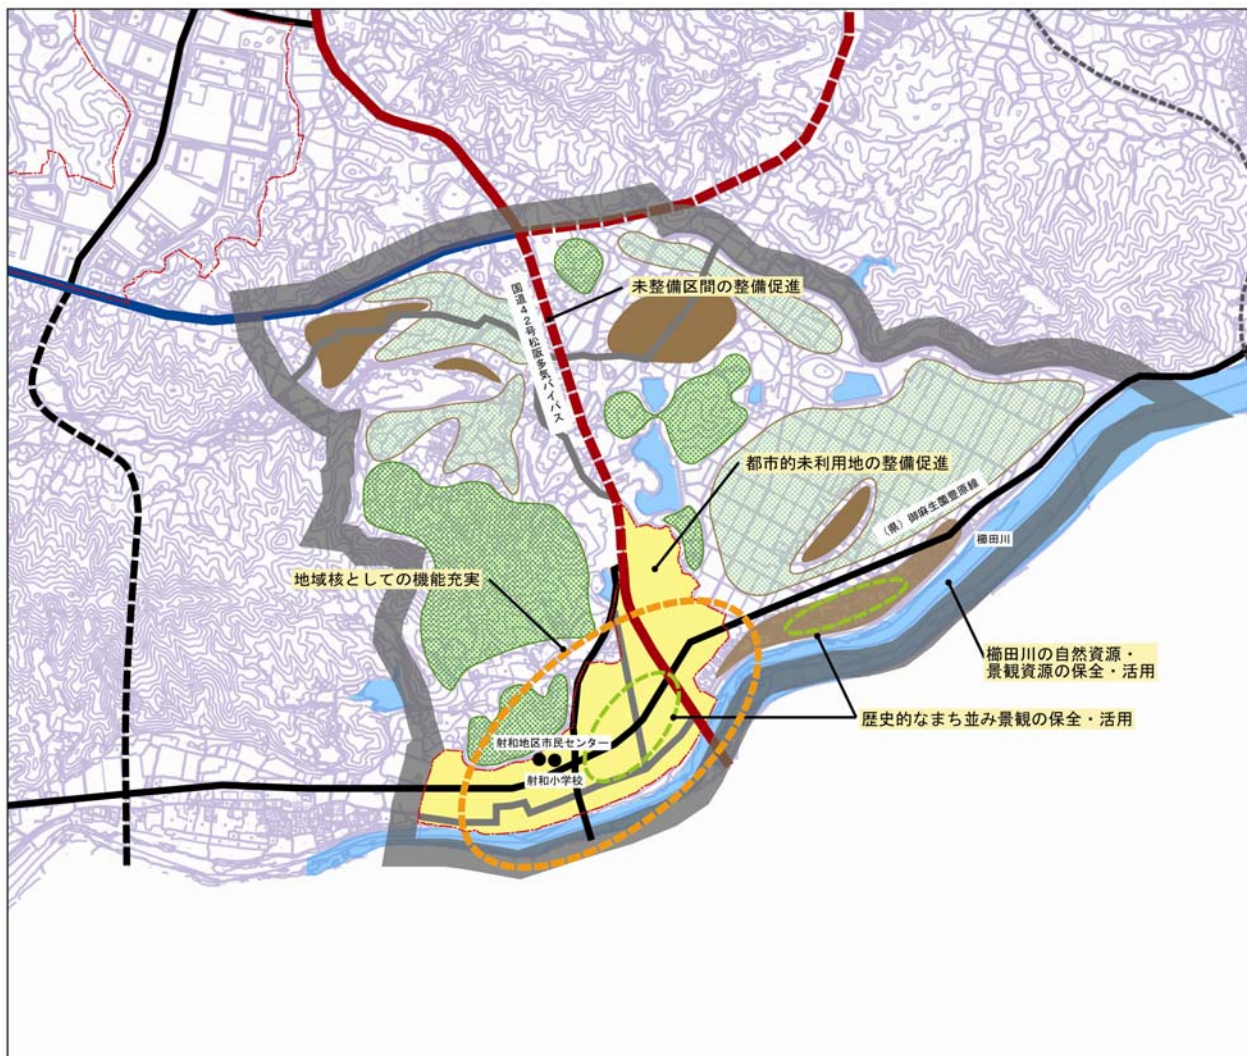 未整備区間の整備促進
国道42号松阪多気バイパス
都市的未利用地の整備促進
(県)御麻生薗豊原線
櫛田川
地域核としての機能充実
櫛田川の自然資源・
景観資源の保全・活用
歴史的なまち並み景観の保全・活用
射和地区市民センター
射和小学校